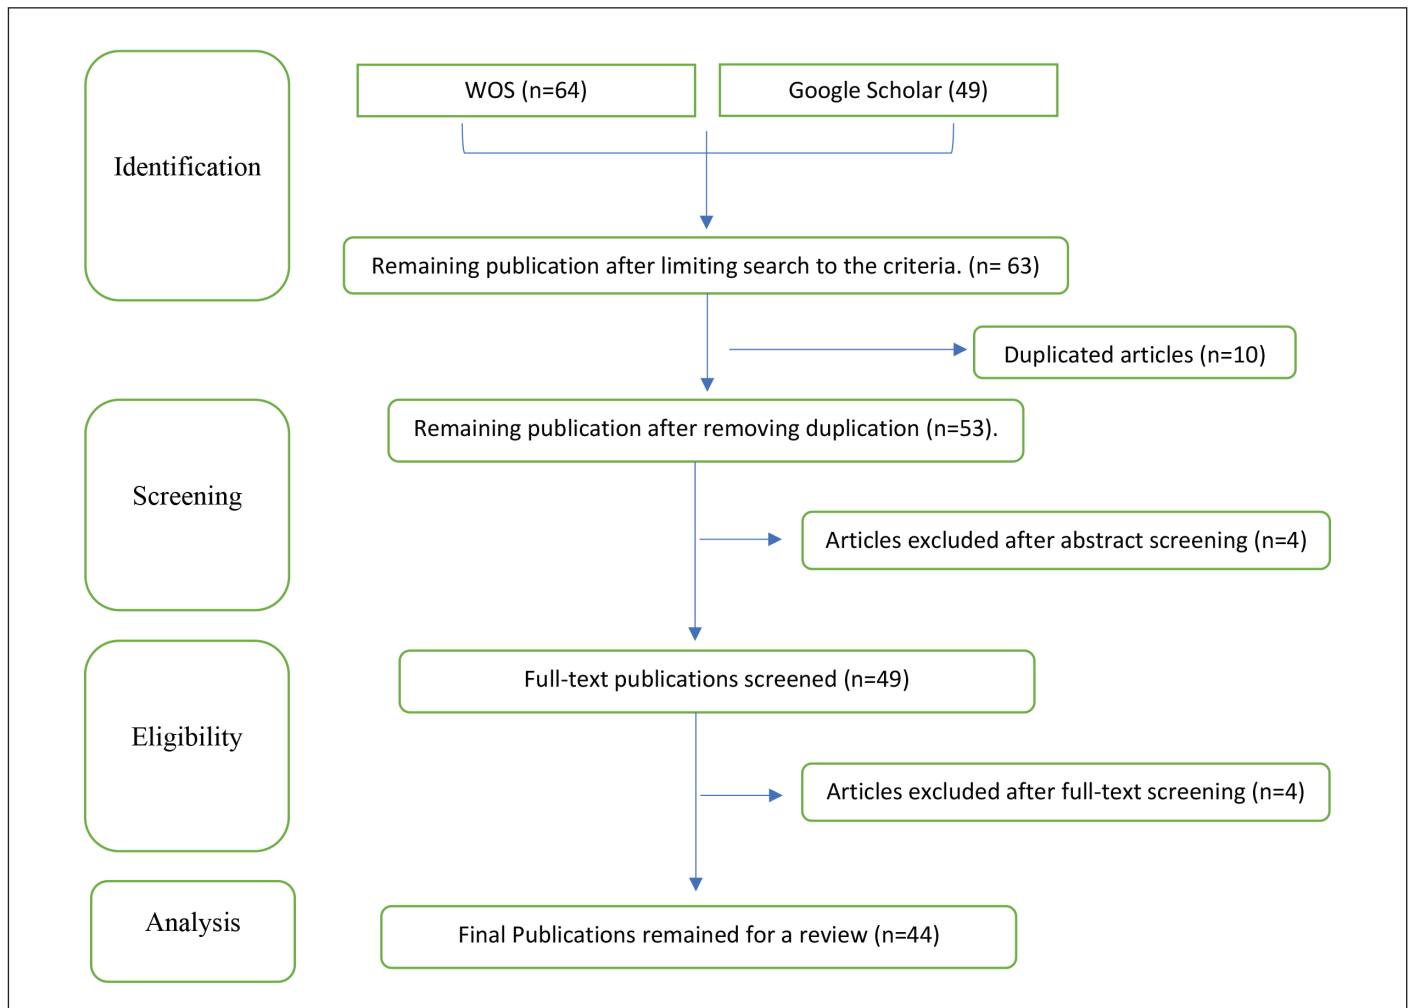 Identification
WOS (n=64)
Google Scholar (49)
Remaining publication after limiting search to the criteria. (n= 63)
Duplicated articles (n=10)
Screening
Remaining publication after removing duplication (n=53).
Articles excluded after abstract screening (n=4)
Eligibility
Full-text publications screened (n=49)
Articles excluded after full-text screening (n=4)
Analysis
Final Publications remained for a review (n=44)